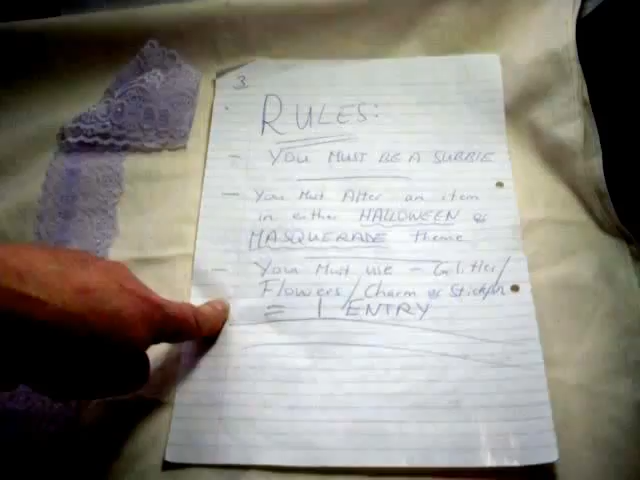 3
RULES:
- YOU MUST BE A SUBBIE
- You Must Alter an item
in either HALLOWEEN or
MASQUERADE theme
- You Must use - Glitter/
Flowers/Charm or Sticker
= 1 ENTRY